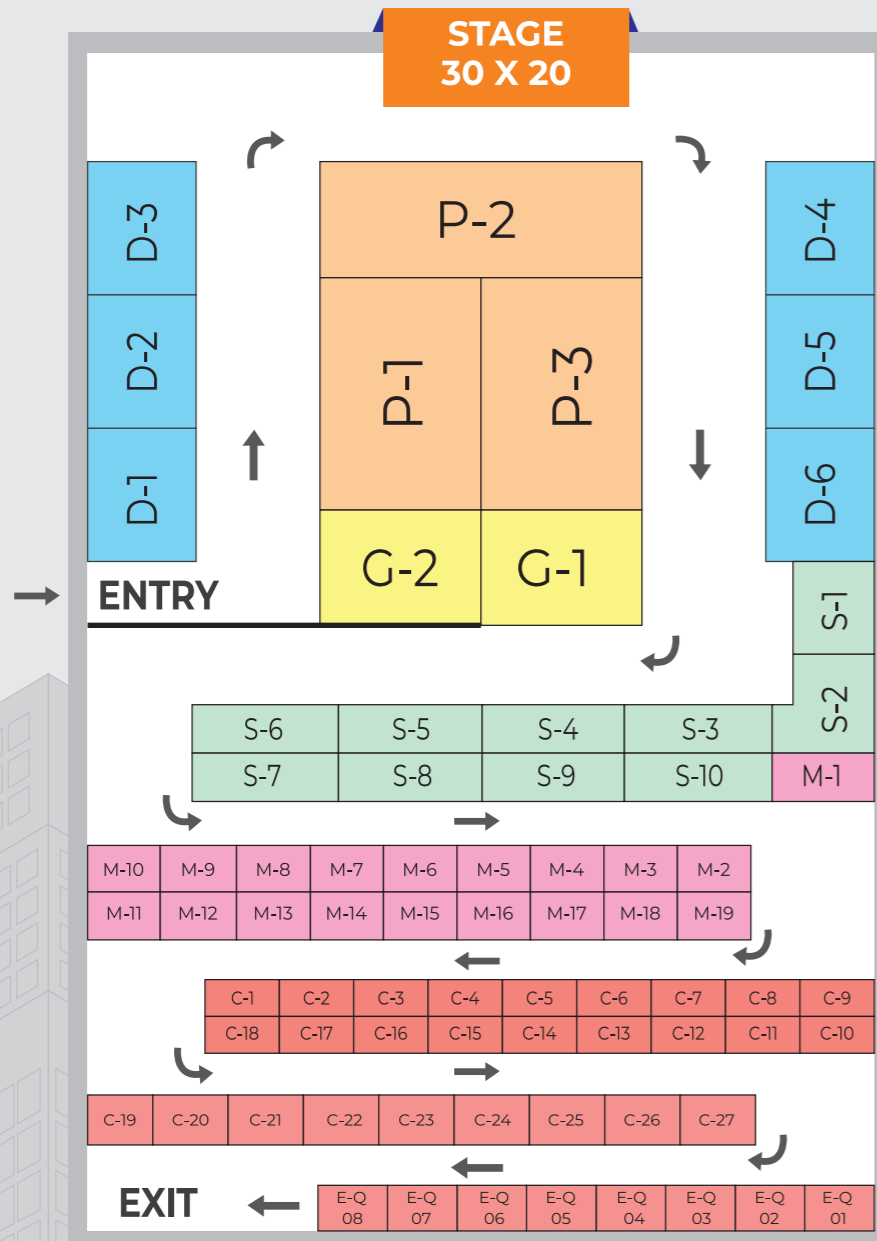 STAGE
30 X 20
P-2
D-3
D-4
D-2
P-1
P-3
D-5
D-1
D-6
G-2
G-1
ENTRY
S-1
S-2
S-6
S-5
S-4
S-3
S-7
S-8
S-9
S-10
M-1
M-10
M-9
M-8
M-7
M-6
M-5
M-4
M-3
M-2
M-11
M-12
M-13
M-14
M-15
M-16
M-17
M-18
M-19
C-1
C-2
C-3
C-4
C-5
C-6
C-7
C-8
C-9
C-18
C-17
C-16
C-15
C-14
C-13
C-12
C-11
C-10
C-19
C-20
C-21
C-22
C-23
C-24
C-25
C-26
C-27
EXIT
E-Q
08
E-Q
07
E-Q
06
E-Q
05
E-Q
04
E-Q
03
E-Q
02
E-Q
01